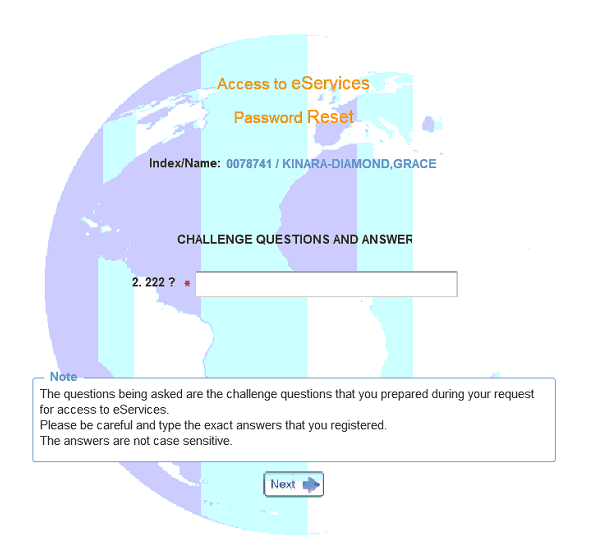 Access to eServices
Password Reset
Index/Name: 0078741 / KINARA-DIAMOND,GRACE
CHALLENGE QUESTIONS AND ANSWER
2. 222 ? *
Note
The questions being asked are the challenge questions that you prepared during your request
for access to eServices.
Please be careful and type the exact answers that you registered.
The answers are not case sensitive.
Next